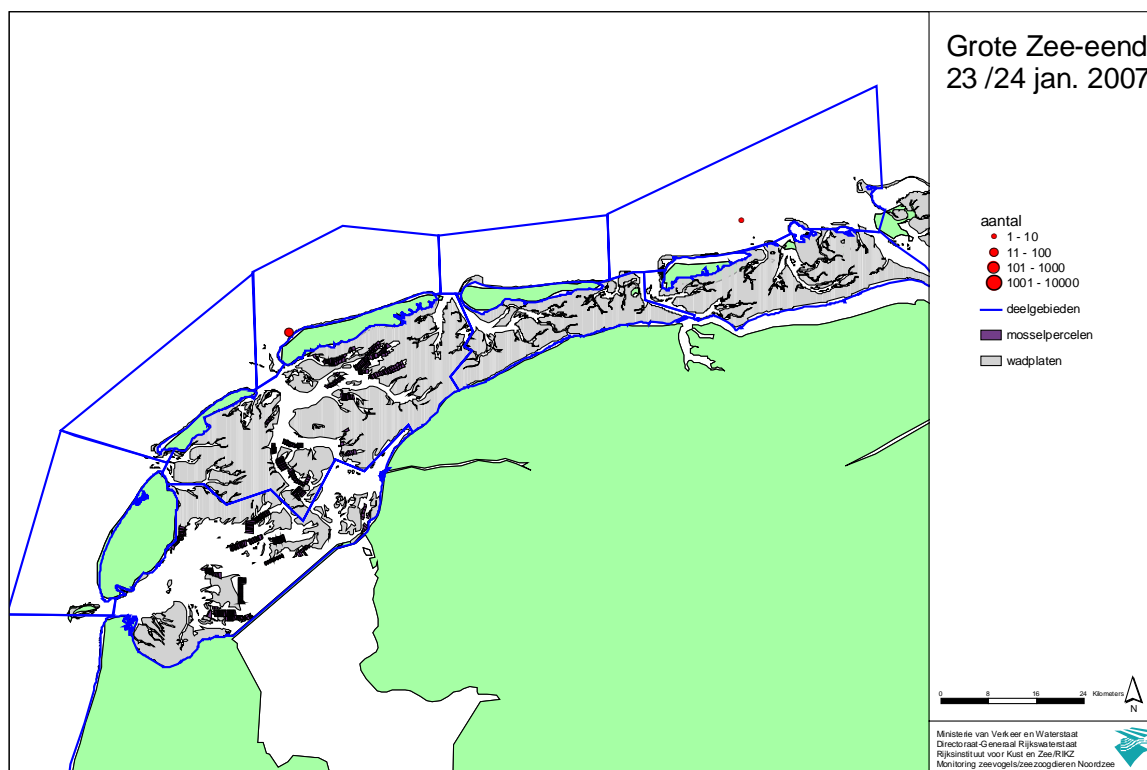 Grote Zee-eend
23 /24 jan. 2007
aantal
1 - 10
11 - 100
101 - 1000
1001 - 10000
deelgebieden
mosselpercelen
wadplaten
0 8 16 24 Kilometers
N
Ministerie van Verkeer en Waterstaat
Directoraat-Generaal Rijkswaterstaat
Rijksinstituut voor Kust en Zee/RIKZ
Monitoring zeevogels/zeezoogdieren Noordzee